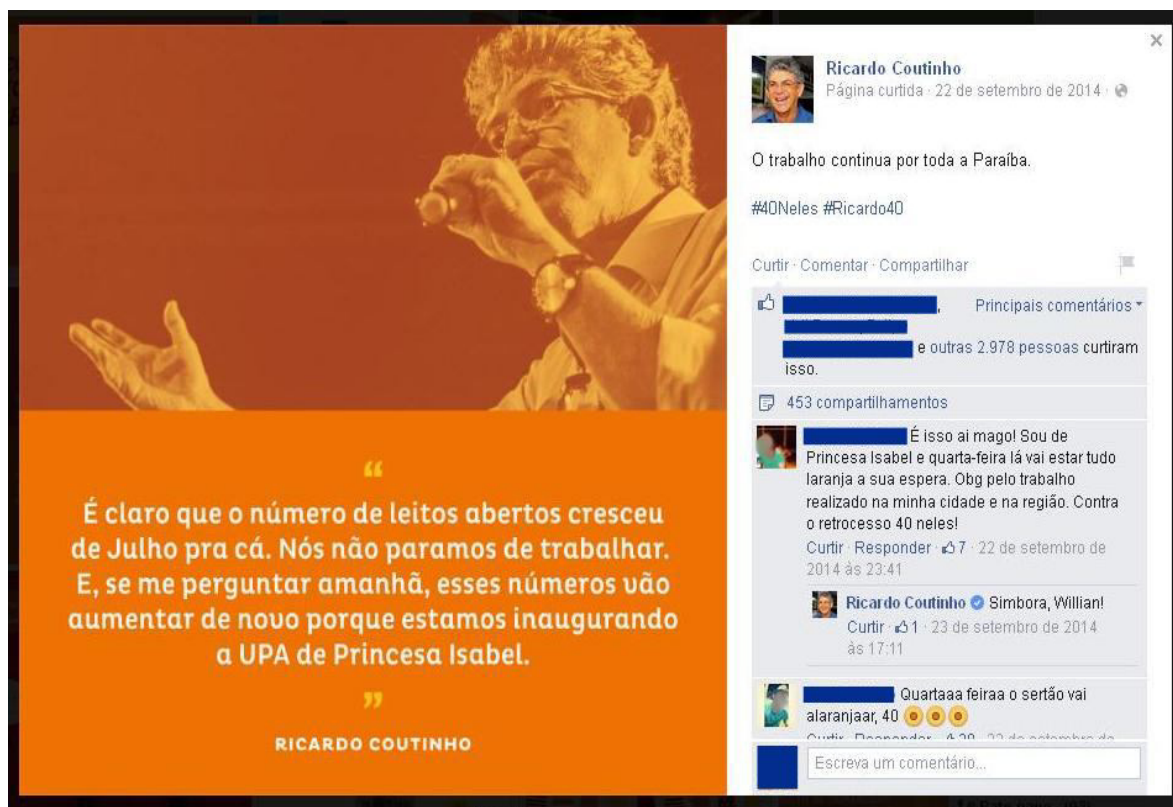 “
É claro que o número de leitos abertos cresceu
de Julho pra cá. Nós não paramos de trabalhar.
E, se me perguntar amanhã, esses números vão
aumentar de novo porque estamos inaugurando
a UPA de Princesa Isabel.
”
RICARDO COUTINHO
×
Ricardo Coutinho
Página curtida · 22 de setembro de 2014 ·
O trabalho continua por toda a Paraíba.
#40Neles #Ricardo40
Curtir · Comentar · Compartilhar
, Principais comentários
e outras 2.978 pessoas curtiram
isso.
453 compartilhamentos
É isso ai mago! Sou de
Princesa Isabel e quarta-feira lá vai estar tudo
laranja a sua espera. Obg pelo trabalho
realizado na minha cidade e na região. Contra
o retrocesso 40 neles!
Curtir · Responder · 7 · 22 de setembro de
2014 às 23:41
Ricardo Coutinho Simbora, Willian!
Curtir · 1 · 23 de setembro de 2014
às 17:11
Quartaaa feiraa o sertão vai
alaranjaar, 40
Curtir Responder
Escreva um comentário...